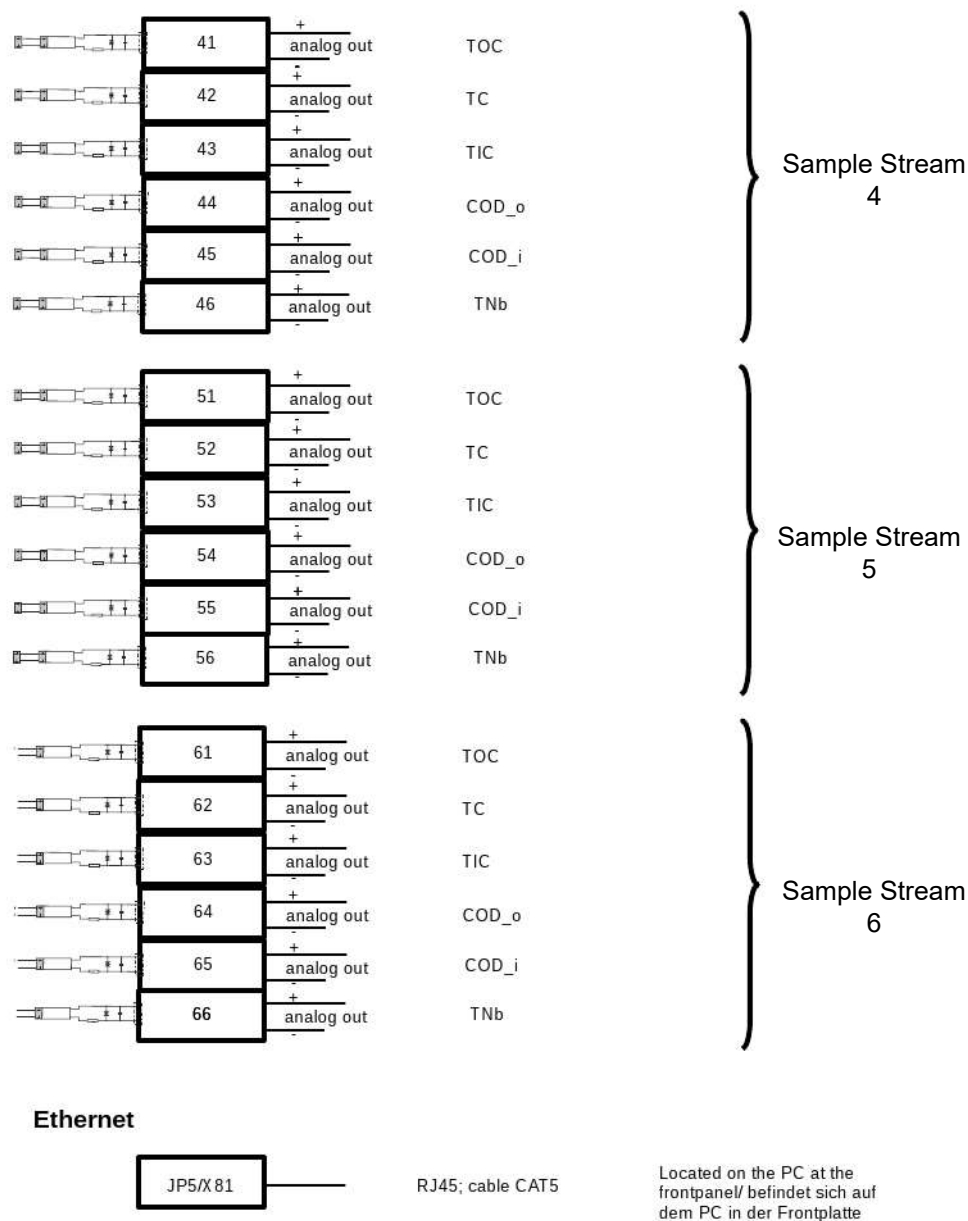 41 + analog out - TOC
42 + analog out - TC
43 + analog out - TIC
44 + analog out - COD_o
45 + analog out - COD_i
46 + analog out - TNb
Sample Stream
4
51 + analog out - TOC
52 + analog out - TC
53 + analog out - TIC
54 + analog out - COD_o
55 + analog out - COD_i
56 + analog out - TNb
Sample Stream
5
61 + analog out - TOC
62 + analog out - TC
63 + analog out - TIC
64 + analog out - COD_o
65 + analog out - COD_i
66 + analog out - TNb
Sample Stream
6
Ethernet
JP5/X81
RJ45; cable CAT5
Located on the PC at the
frontpanel/ befindet sich auf
dem PC in der Frontplatte